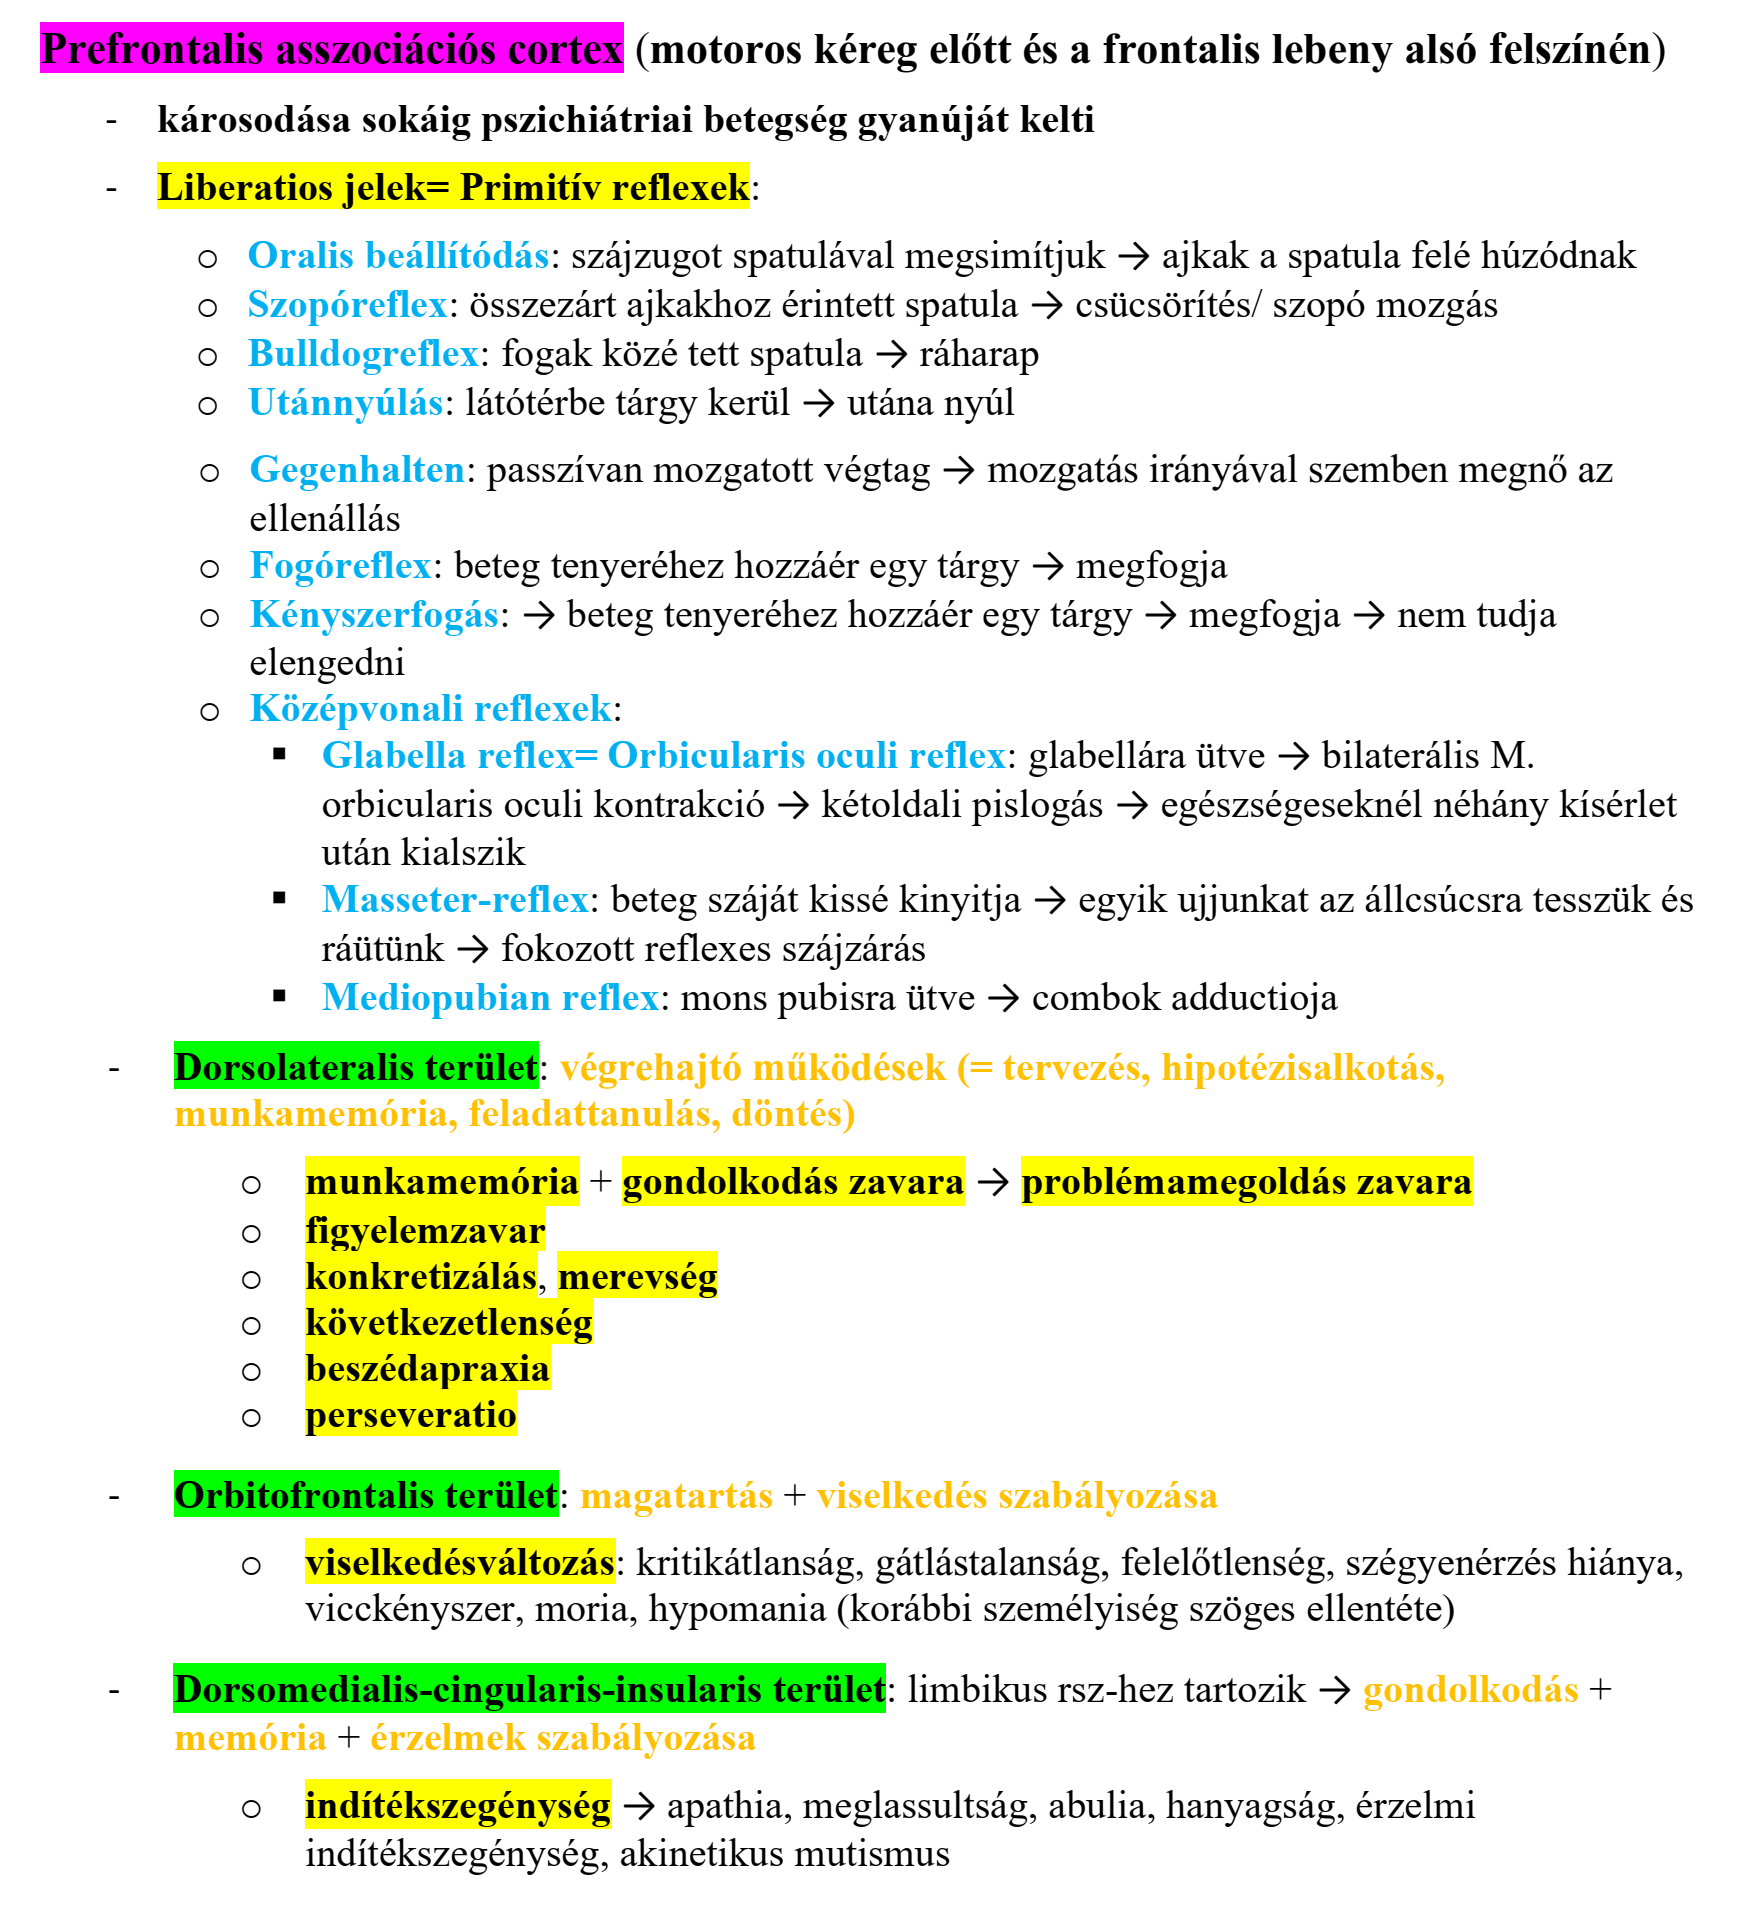 Prefrontalis asszociációs cortex (motoros kéreg előtt és a frontalis lebeny alsó felszínén)
- károsodása sokáig pszichiátriai betegség gyanúját kelti
- Liberatios jelek= Primitív reflexek:
o Oralis beállítódás: szájzugot spatulával megsimítjuk → ajkak a spatula felé húzódnak
o Szopóreflex: összezárt ajkakhoz érintett spatula → csücsörítés/ szopó mozgás
o Bulldogreflex: fogak közé tett spatula → ráharap
o Utánnyúlás: látótérbe tárgy kerül → utána nyúl
o Gegenhalten: passzívan mozgatott végtag → mozgatás irányával szemben megnő az
ellenállás
o Fogóreflex: beteg tenyeréhez hozzáér egy tárgy → megfogja
o Kényszerfogás: → beteg tenyeréhez hozzáér egy tárgy → megfogja → nem tudja
elengedni
o Középvonali reflexek:
▪ Glabella reflex= Orbicularis oculi reflex: glabellára ütve → bilaterális M.
orbicularis oculi kontrakció → kétoldali pislogás → egészségeseknél néhány kísérlet
után kialszik
▪ Masseter-reflex: beteg száját kissé kinyitja → egyik ujjunkat az állcsúcsra tesszük és
ráütünk → fokozott reflexes szájzárás
▪ Mediopubian reflex: mons pubisra ütve → combok adductioja
- Dorsolateralis terület: végrehajtó működések (= tervezés, hipotézisalkotás,
munkamemória, feladattanulás, döntés)
o munkamemória + gondolkodás zavara → problémamegoldás zavara
o figyelemzavar
o konkretizálás, merevség
o következetlenség
o beszédapraxia
o perseveratio
- Orbitofrontalis terület: magatartás + viselkedés szabályozása
o viselkedésváltozás: kritikátlanság, gátlástalanság, felelőtlenség, szégyenérzés hiánya,
vicckényszer, moria, hypomania (korábbi személyiség szöges ellentéte)
- Dorsomedialis-cingularis-insularis terület: limbikus rsz-hez tartozik → gondolkodás +
memória + érzelmek szabályozása
o indítékszegénység → apathia, meglassultság, abulia, hanyagság, érzelmi
indítékszegénység, akinetikus mutismus